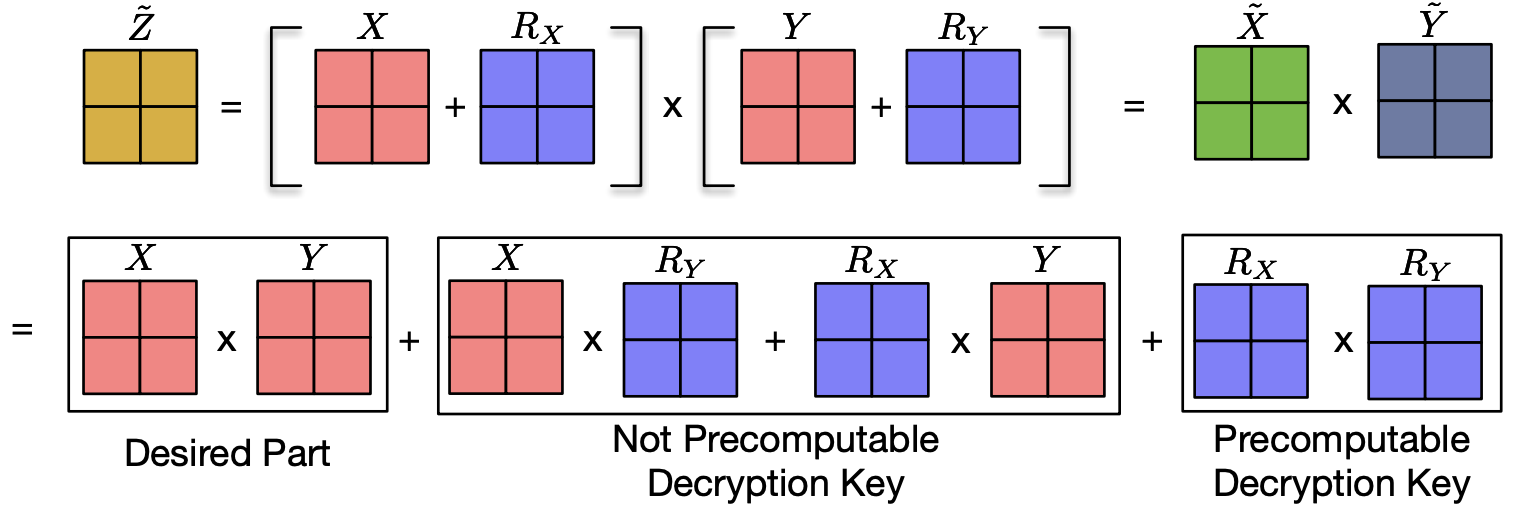 Z̃ = [ X + R_X ] x [ Y + R_Y ] = X̃ x Ỹ
= X x Y + X x R_Y + R_X x Y + R_X x R_Y
Desired Part
Not Precomputable
Decryption Key
Precomputable
Decryption Key